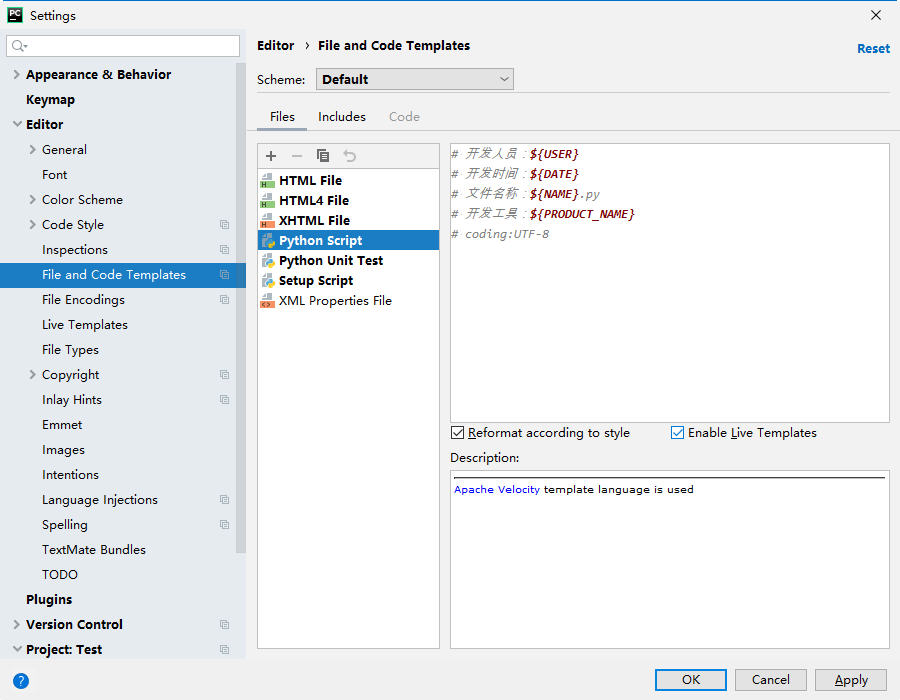 PC Settings
Appearance & Behavior
Keymap
Editor
General
Font
Color Scheme
Code Style
Inspections
File and Code Templates
File Encodings
Live Templates
File Types
Copyright
Inlay Hints
Emmet
Images
Intentions
Language Injections
Spelling
TextMate Bundles
TODO
Plugins
Version Control
Project: Test
Editor › File and Code Templates
Reset
Scheme: Default
Files Includes Code
HTML File
HTML4 File
XHTML File
Python Script
Python Unit Test
Setup Script
XML Properties File
# 开发人员：${USER}
# 开发时间：${DATE}
# 文件名称：${NAME}.py
# 开发工具：${PRODUCT_NAME}
# coding:UTF-8
Reformat according to style Enable Live Templates
Description:
Apache Velocity template language is used
? OK Cancel Apply